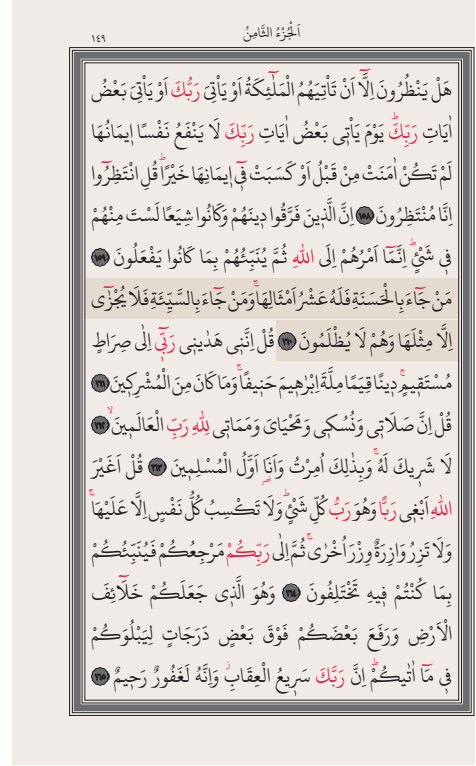 اَلْجُزْءُ الثَّامِنُ
١٤٩
هَلْ يَنْظُرُونَ اِلَّٓا اَنْ تَأْتِيَهُمُ الْمَلٰٓئِكَةُ اَوْ يَأْتِيَ رَبُّكَ اَوْ يَأْتِيَ بَعْضُ
اٰيَاتِ رَبِّكَۜ يَوْمَ يَأْت۪ي بَعْضُ اٰيَاتِ رَبِّكَ لَا يَنْفَعُ نَفْسًا ا۪يمَانُهَا
لَمْ تَكُنْ اٰمَنَتْ مِنْ قَبْلُ اَوْ كَسَبَتْ ف۪ٓي ا۪يمَانِهَا خَيْرًاۜ قُلِ انْتَظِرُٓوا
اِنَّا مُنْتَظِرُونَ ﴿١٥٨﴾ اِنَّ الَّذ۪ينَ فَرَّقُوا د۪ينَهُمْ وَكَانُوا شِيَعًا لَسْتَ مِنْهُمْ
ف۪ي شَيْءٍۜ اِنَّمَٓا اَمْرُهُمْ اِلَى اللّٰهِ ثُمَّ يُنَبِّئُهُمْ بِمَا كَانُوا يَفْعَلُونَ ﴿١٥٩﴾
مَنْ جَٓاءَ بِالْحَسَنَةِ فَلَهُ عَشْرُ اَمْثَالِهَاۚ وَمَنْ جَٓاءَ بِالسَّيِّئَةِ فَلَا يُجْزٰٓى
اِلَّا مِثْلَهَا وَهُمْ لَا يُظْلَمُونَ ﴿١٦٠﴾ قُلْ اِنَّن۪ي هَدٰين۪ي رَبّ۪ٓي اِلٰى صِرَاطٍ
مُسْتَق۪يمٍۚ د۪ينًا قِيَمًا مِلَّةَ اِبْرٰه۪يمَ حَن۪يفًاۚ وَمَا كَانَ مِنَ الْمُشْرِك۪ينَ ﴿١٦١﴾
قُلْ اِنَّ صَلَات۪ي وَنُسُك۪ي وَمَحْيَايَ وَمَمَات۪ي لِلّٰهِ رَبِّ الْعَالَم۪ينَۙ ﴿١٦٢﴾
لَا شَر۪يكَ لَهُۚ وَبِذٰلِكَ اُمِرْتُ وَاَنَا۬ اَوَّلُ الْمُسْلِم۪ينَ ﴿١٦٣﴾ قُلْ اَغَيْرَ
اللّٰهِ اَبْغ۪ي رَبًّا وَهُوَ رَبُّ كُلِّ شَيْءٍۜ وَلَا تَكْسِبُ كُلُّ نَفْسٍ اِلَّا عَلَيْهَاۚ
وَلَا تَزِرُ وَازِرَةٌ وِزْرَ اُخْرٰىۚ ثُمَّ اِلٰى رَبِّكُمْ مَرْجِعُكُمْ فَيُنَبِّئُكُمْ
بِمَا كُنْتُمْ ف۪يهِ تَخْتَلِفُونَ ﴿١٦٤﴾ وَهُوَ الَّذ۪ي جَعَلَكُمْ خَلَٓائِفَ
الْاَرْضِ وَرَفَعَ بَعْضَكُمْ فَوْقَ بَعْضٍ دَرَجَاتٍ لِيَبْلُوَكُمْ
ف۪ي مَٓا اٰتٰيكُمْۜ اِنَّ رَبَّكَ سَر۪يعُ الْعِقَابِۘ وَاِنَّهُ لَغَفُورٌ رَح۪يمٌ ﴿١٦٥﴾